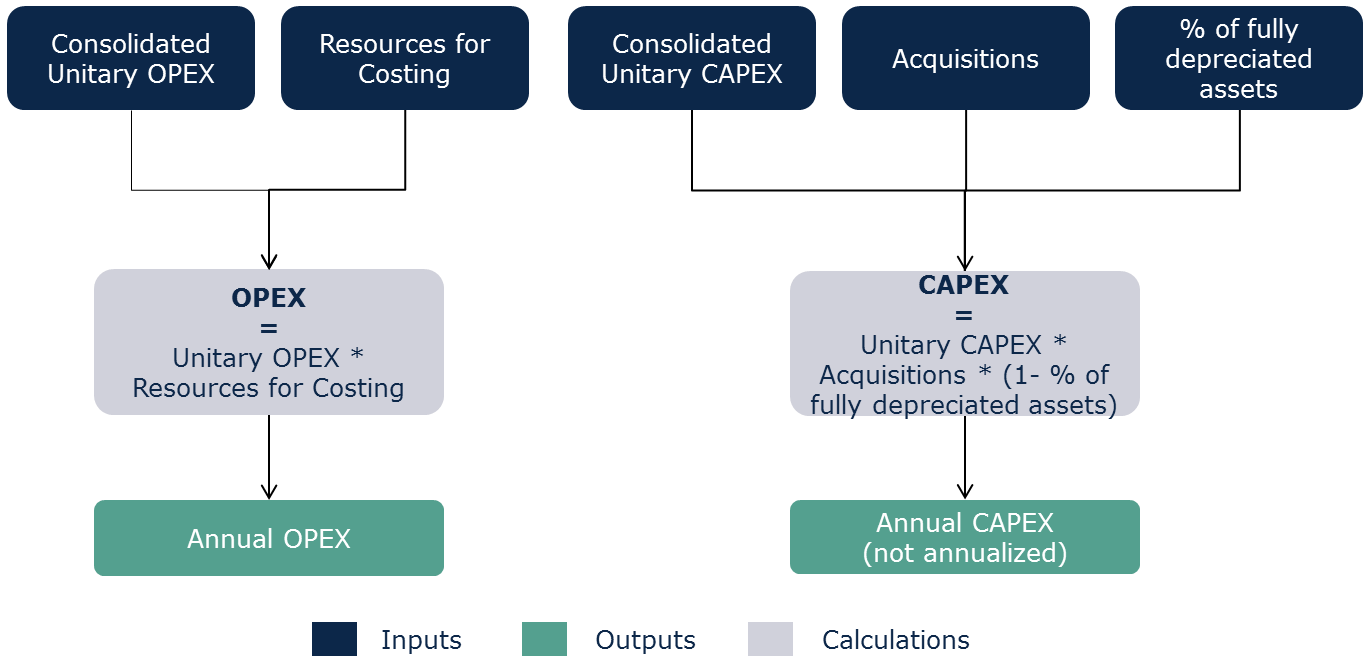 Consolidated
Unitary OPEX
Resources for
Costing
Consolidated
Unitary CAPEX
Acquisitions
% of fully
depreciated
assets
OPEX
=
Unitary OPEX *
Resources for Costing
CAPEX
=
Unitary CAPEX *
Acquisitions * (1- % of
fully depreciated assets)
Annual OPEX
Annual CAPEX
(not annualized)
Inputs
Outputs
Calculations